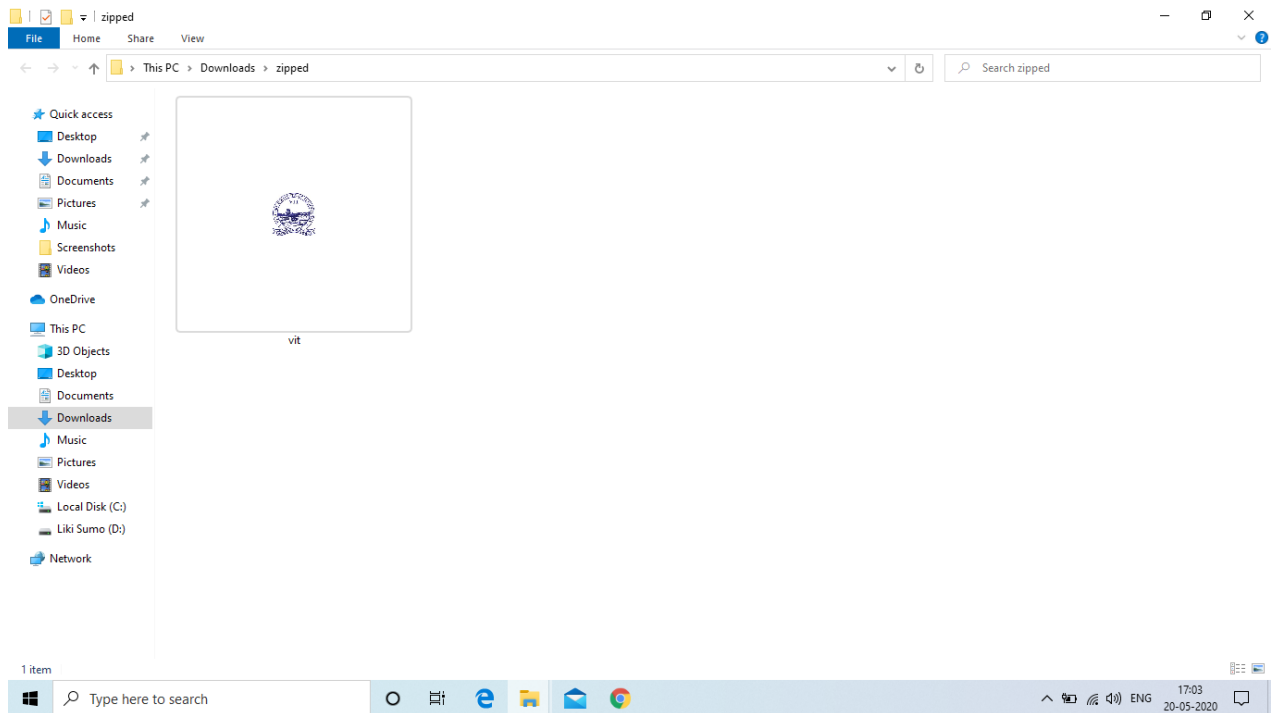 zipped
File Home Share View
This PC > Downloads > zipped
Search zipped
Quick access
Desktop
Downloads
Documents
Pictures
Music
Screenshots
Videos
OneDrive
This PC
3D Objects
Desktop
Documents
Downloads
Music
Pictures
Videos
Local Disk (C:)
Liki Sumo (D:)
Network
vit
1 item
Type here to search
ENG
17:03
20-05-2020